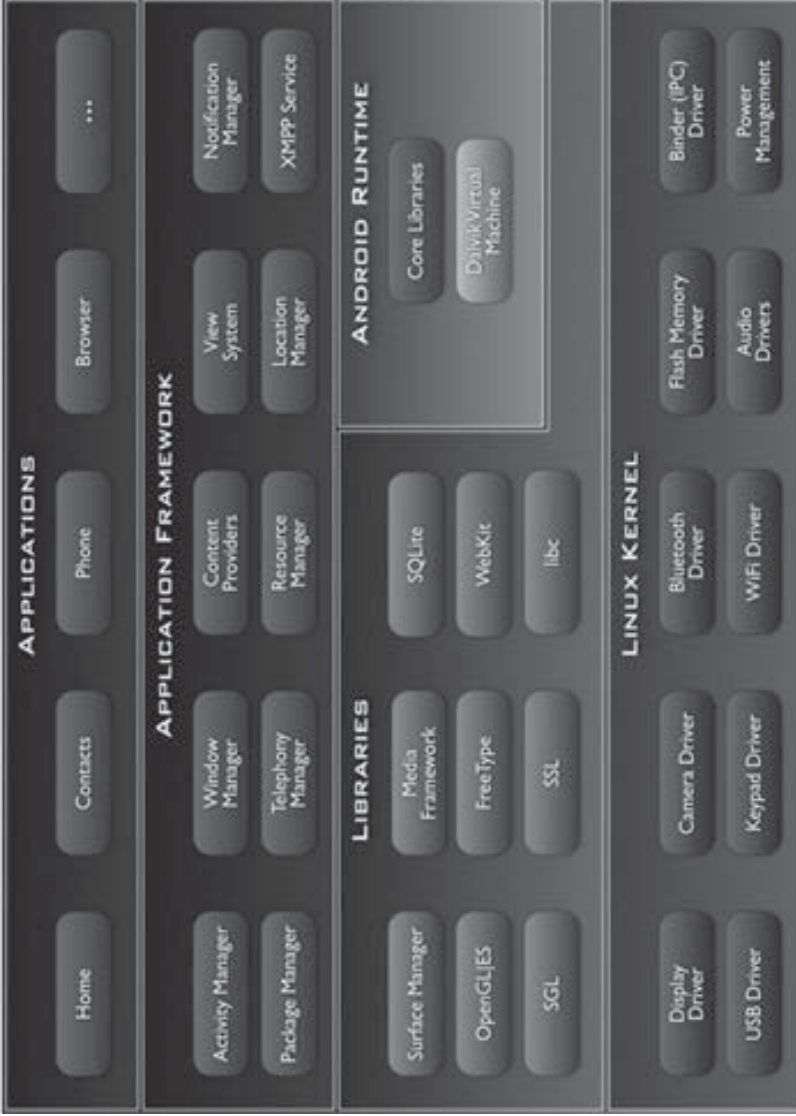 APPLICATIONS
Home
Contacts
Phone
Browser
...
APPLICATION FRAMEWORK
Activity Manager
Window
Manager
Content
Providers
View
System
Notification
Manager
Package Manager
Telephony
Manager
Resource
Manager
Location
Manager
XMPP Service
LIBRARIES
Surface Manager
Media
Framework
SQLite
OpenGL|ES
FreeType
WebKit
SGL
SSL
libc
ANDROID RUNTIME
Core Libraries
Dalvik Virtual
Machine
LINUX KERNEL
Display
Driver
Camera Driver
Bluetooth
Driver
Flash Memory
Driver
Binder (IPC)
Driver
USB Driver
Keypad Driver
WiFi Driver
Audio
Drivers
Power
Management